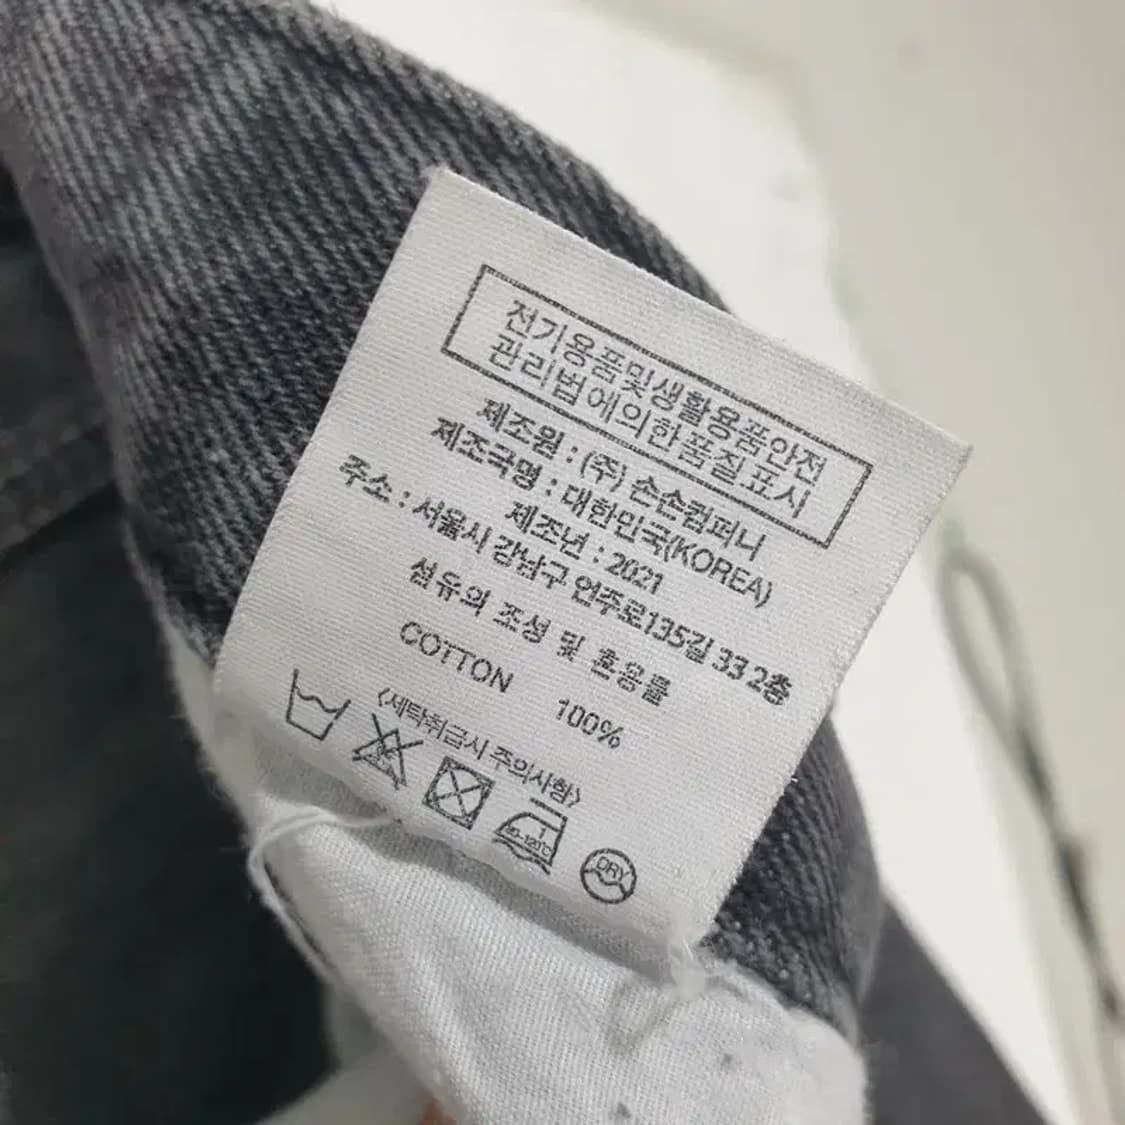 전기용품및생활용품안전
관리법에의한품질표시
제조원 : (주) 손손컴퍼니
제조국명 : 대한민국(KOREA)
제조년 : 2021
주소 : 서울시 강남구 언주로135길 33 2층
섬유의 조성 및 혼용률
COTTON 100%
〈세탁취급시 주의사항〉
80-120℃
DRY